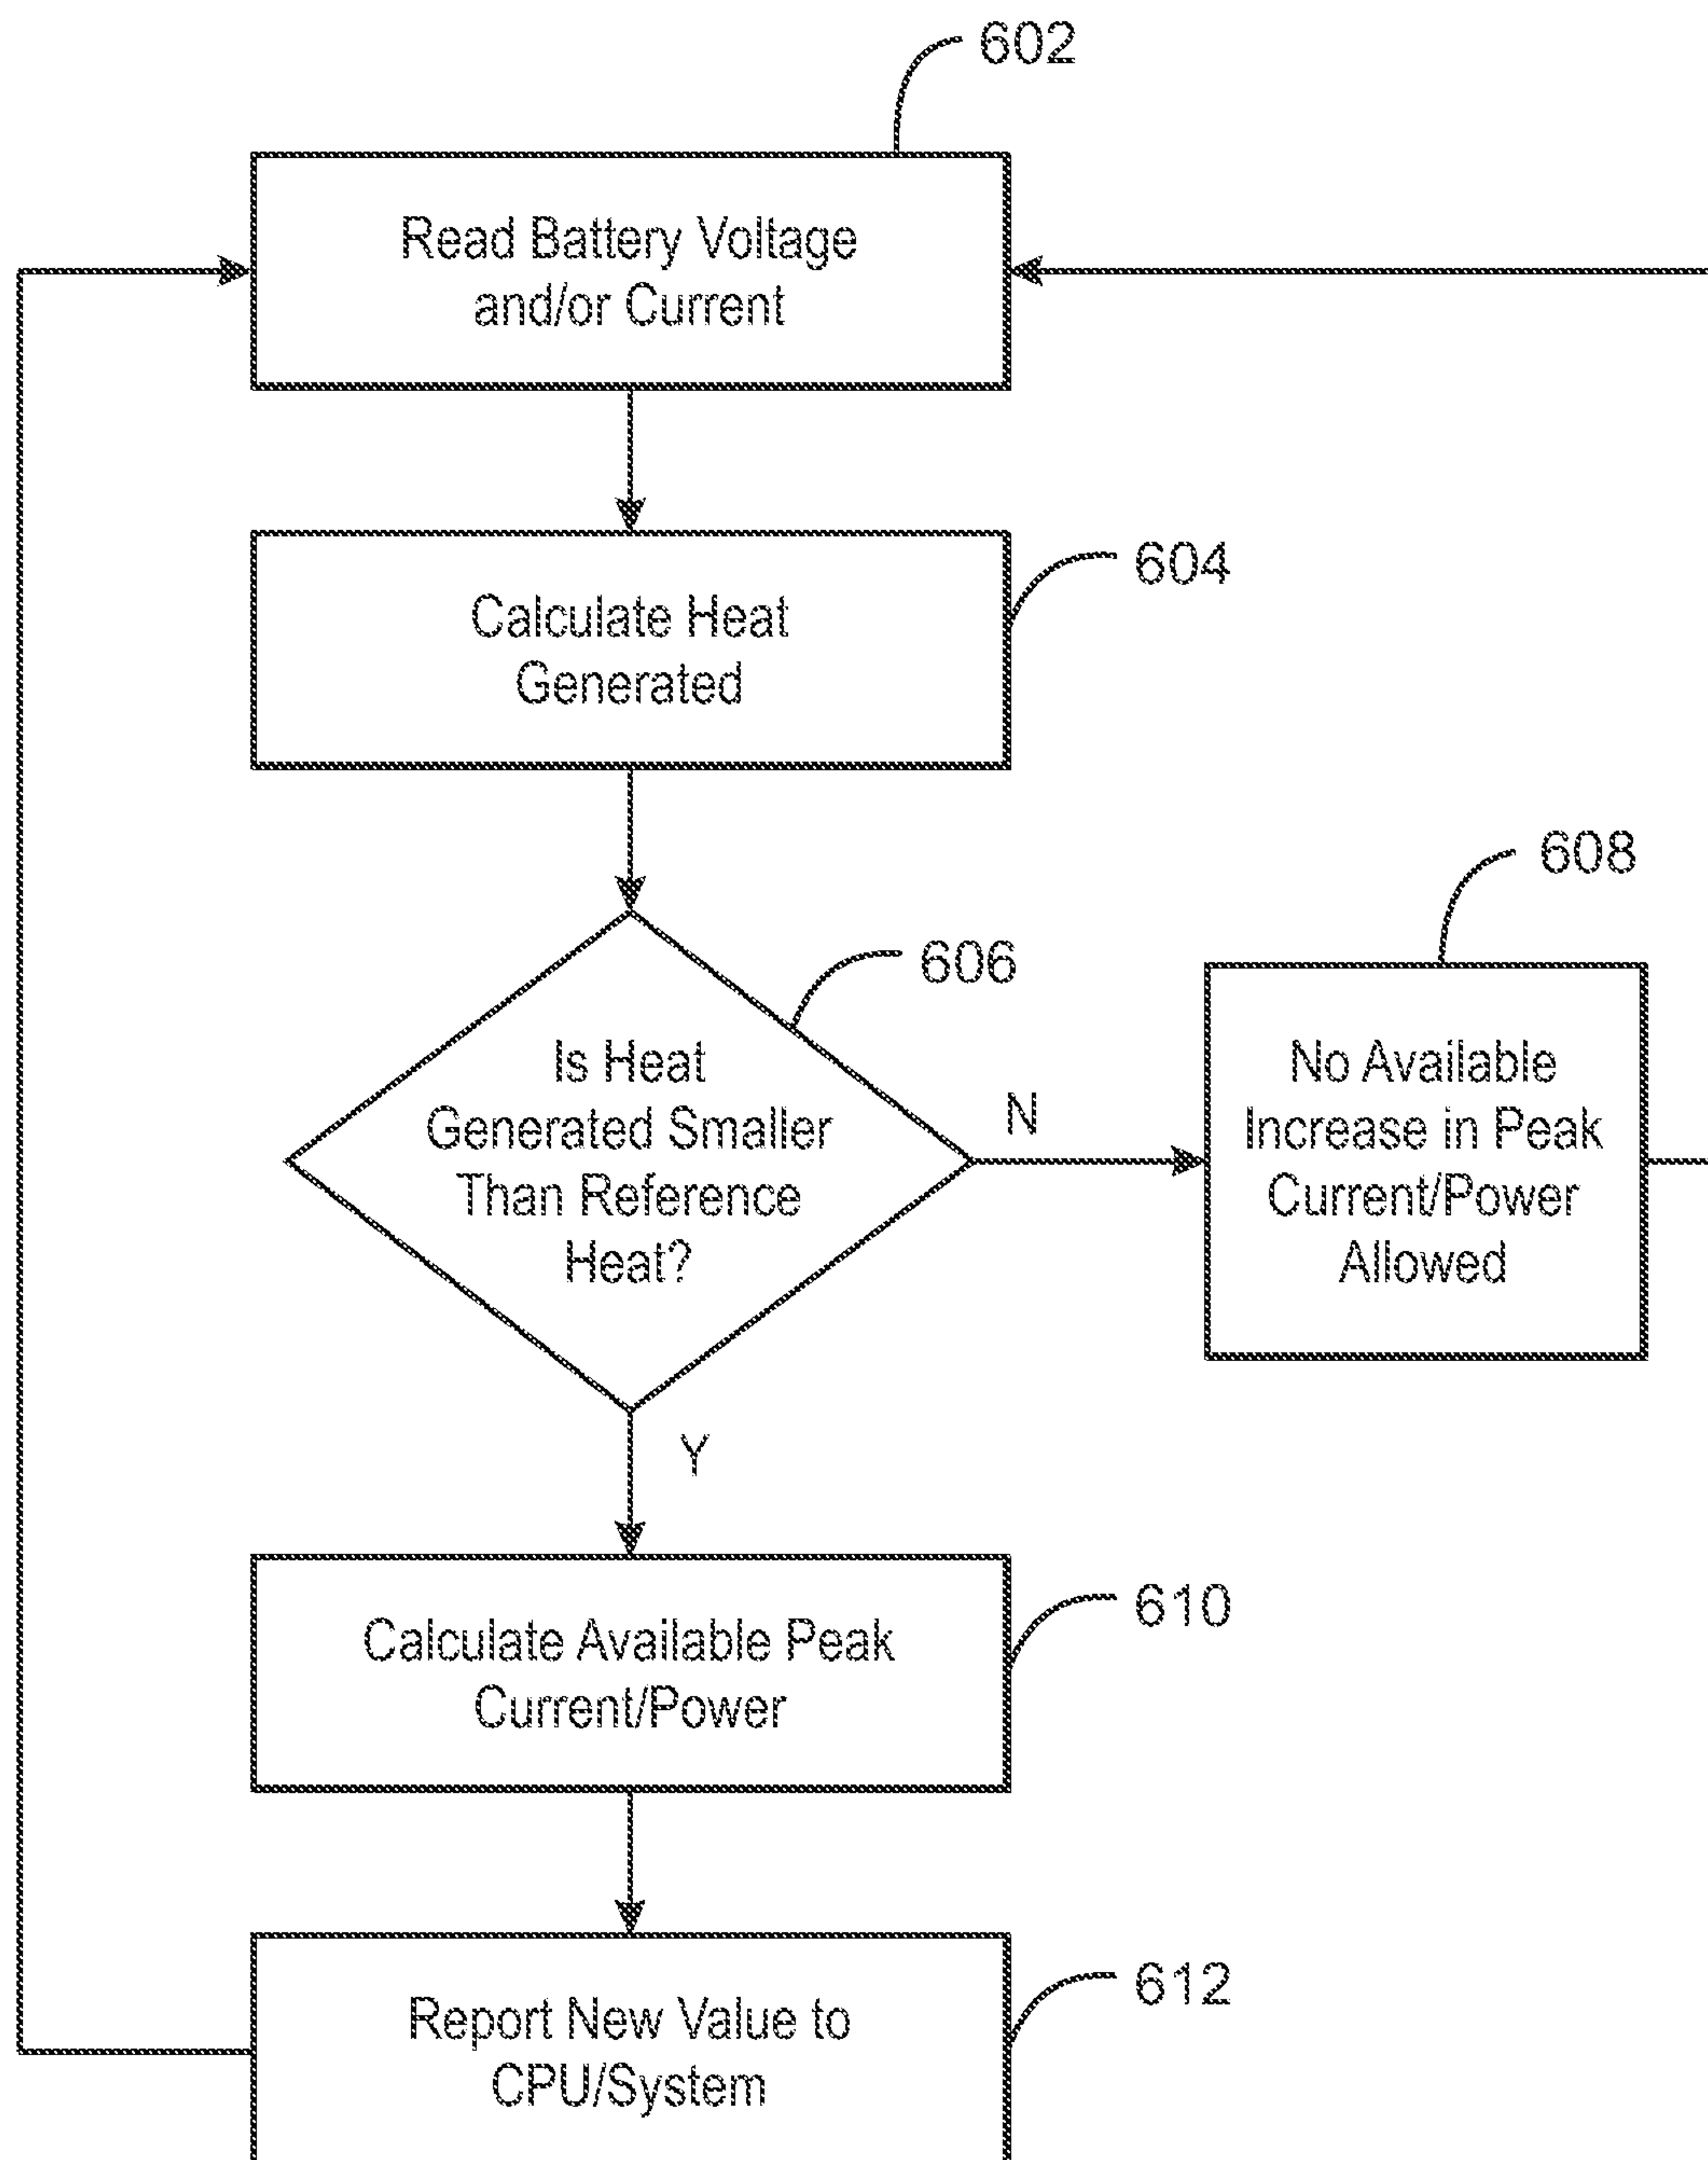 602
Read Battery Voltage
and/or Current
604
Calculate Heat
Generated
606
Is Heat
Generated Smaller
Than Reference
Heat?
N
608
No Available
Increase in Peak
Current/Power
Allowed
Y
610
Calculate Available Peak
Current/Power
612
Report New Value to
CPU/System